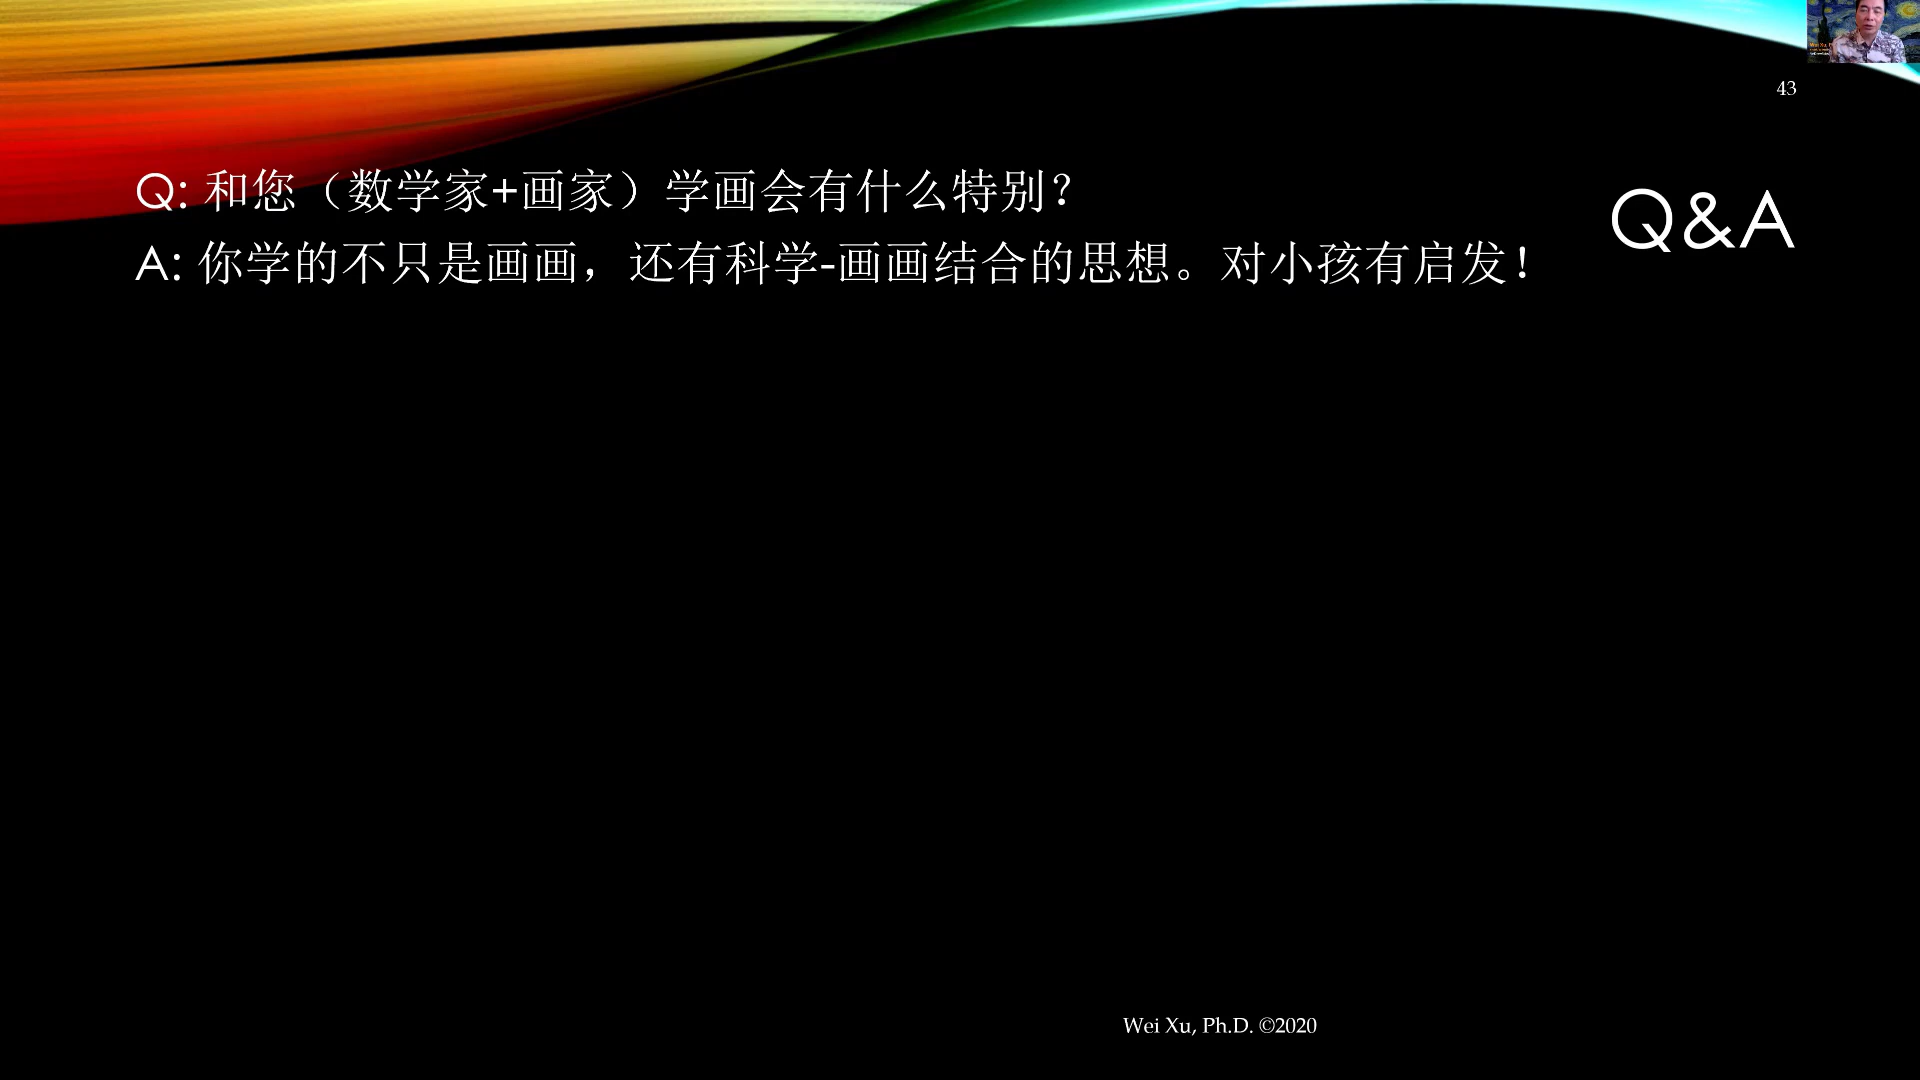 43
Q: 和您（数学家+画家）学画会有什么特别？
A: 你学的不只是画画，还有科学-画画结合的思想。对小孩有启发！
Q&A
Wei Xu, Ph.D. ©2020